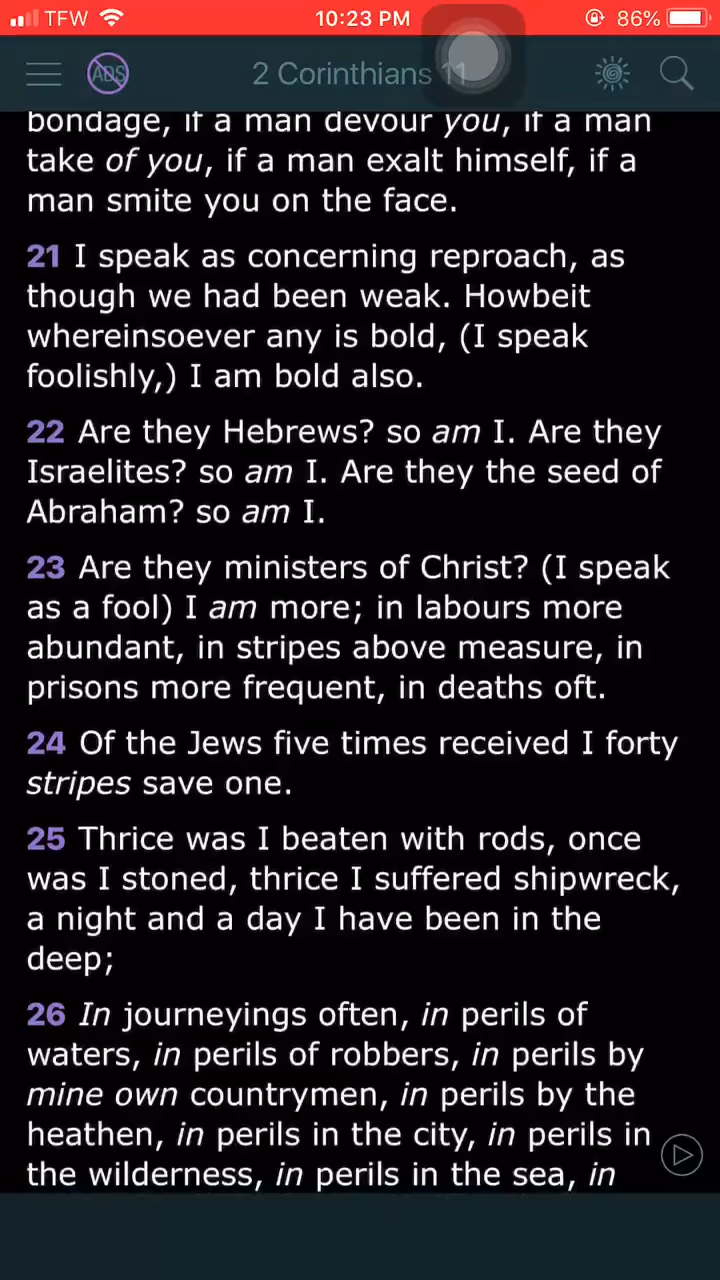 TFW 10:23 PM 86%
ADS 2 Corinthians 11
bondage, if a man devour you, if a man
take of you, if a man exalt himself, if a
man smite you on the face.
21 I speak as concerning reproach, as
though we had been weak. Howbeit
whereinsoever any is bold, (I speak
foolishly,) I am bold also.
22 Are they Hebrews? so am I. Are they
Israelites? so am I. Are they the seed of
Abraham? so am I.
23 Are they ministers of Christ? (I speak
as a fool) I am more; in labours more
abundant, in stripes above measure, in
prisons more frequent, in deaths oft.
24 Of the Jews five times received I forty
stripes save one.
25 Thrice was I beaten with rods, once
was I stoned, thrice I suffered shipwreck,
a night and a day I have been in the
deep;
26 In journeyings often, in perils of
waters, in perils of robbers, in perils by
mine own countrymen, in perils by the
heathen, in perils in the city, in perils in
the wilderness, in perils in the sea, in